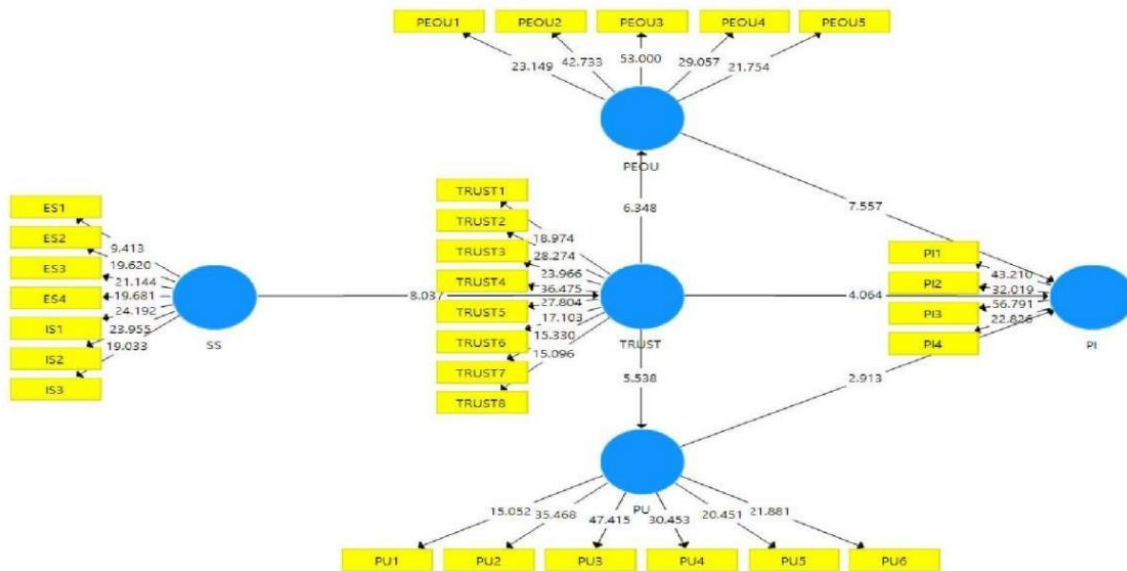 PEOU1 PEOU2 PEOU3 PEOU4 PEOU5
23.149 42.733 53.000 29.057 21.754
PEOU
6.348
7.557
ES1
ES2
ES3
ES4
IS1
IS2
IS3
9.413
19.620
21.144
19.681
24.192
23.955
19.033
SS
8.037
TRUST1
TRUST2
TRUST3
TRUST4
TRUST5
TRUST6
TRUST7
TRUST8
18.974
28.274
23.966
36.475
27.804
17.103
15.330
15.096
TRUST
4.064
PI1
PI2
PI3
PI4
43.210
32.019
56.791
22.826
PI
5.538
2.913
PU
15.052 35.468 47.415 30.453 20.451 21.881
PU1 PU2 PU3 PU4 PU5 PU6